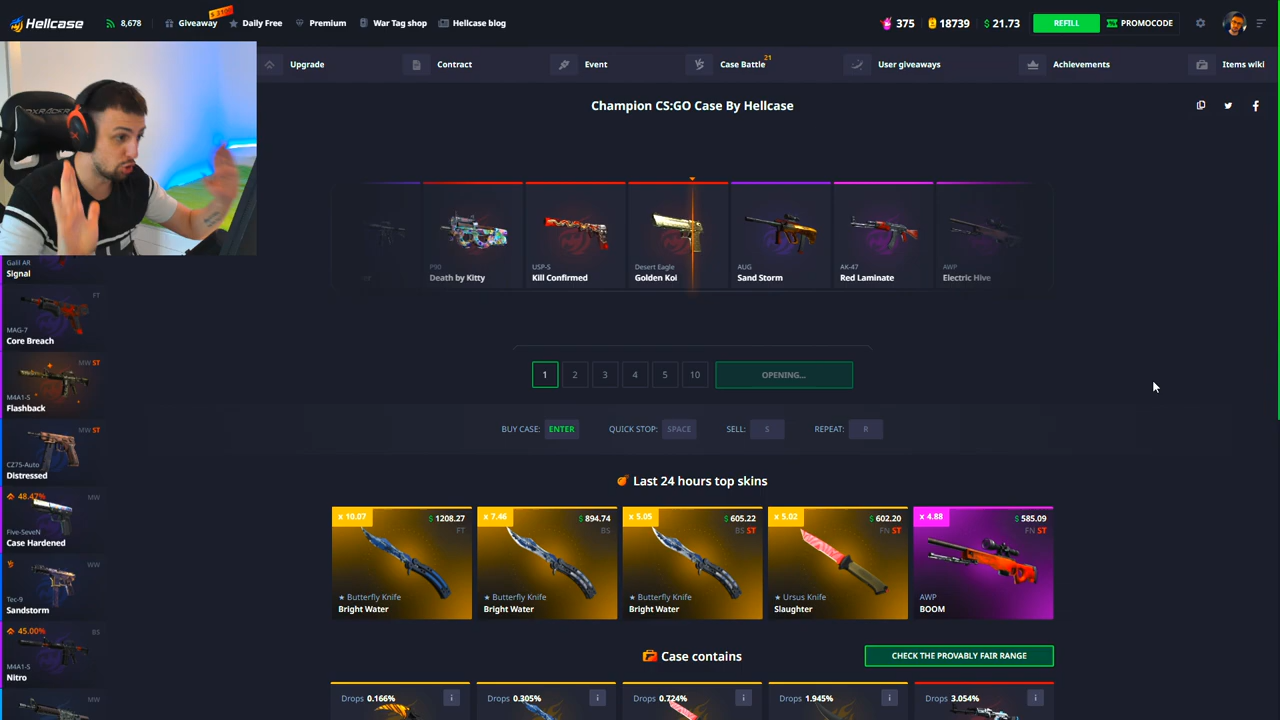 Hellcase
8,678
Giveaway
Daily Free
Premium
War Tag shop
Hellcase blog
375
18739
$ 21.73
REFILL
PROMOCODE
Upgrade
Contract
Event
Case Battle 21
User giveaways
Achievements
Items wiki
Champion CS:GO Case By Hellcase
P90
Death by Kitty
USP-S
Kill Confirmed
Desert Eagle
Golden Koi
AUG
Sand Storm
AK-47
Red Laminate
AWP
Electric Hive
1
2
3
4
5
10
OPENING...
BUY CASE: ENTER
QUICK STOP: SPACE
SELL: S
REPEAT: R
Last 24 hours top skins
x 10.07
$ 1208.27
FT
★ Butterfly Knife
Bright Water
x 7.46
$ 894.74
BS
★ Butterfly Knife
Bright Water
x 5.05
$ 605.22
BS ST
★ Butterfly Knife
Bright Water
x 5.02
$ 602.20
FN ST
★ Ursus Knife
Slaughter
x 4.88
$ 585.09
FN ST
AWP
BOOM
Case contains
CHECK THE PROVABLY FAIR RANGE
Drops 0.166%
Drops 0.305%
Drops 0.724%
Drops 1.945%
Drops 3.054%
Galil AR
Signal
FT
MAG-7
Core Breach
MW ST
M4A1-S
Flashback
MW ST
CZ75-Auto
Distressed
48.47%
MW
Five-SeveN
Case Hardened
WW
Tec-9
Sandstorm
45.00%
BS
M4A1-S
Nitro
MW